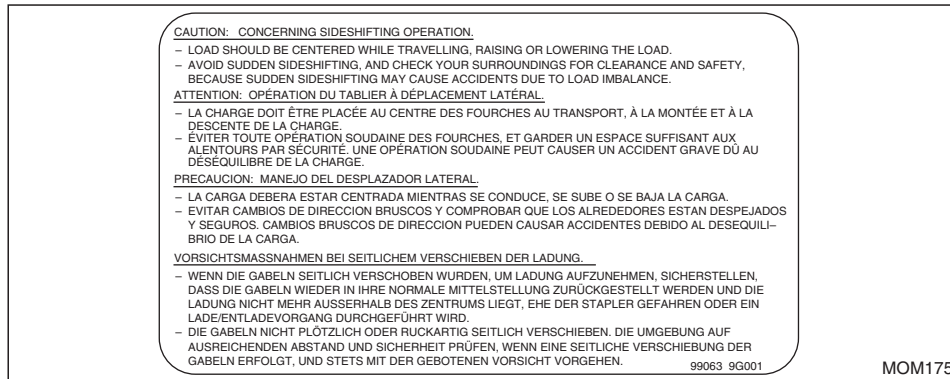 CAUTION: CONCERNING SIDESHIFTING OPERATION.
– LOAD SHOULD BE CENTERED WHILE TRAVELLING, RAISING OR LOWERING THE LOAD.
– AVOID SUDDEN SIDESHIFTING, AND CHECK YOUR SURROUNDINGS FOR CLEARANCE AND SAFETY,
BECAUSE SUDDEN SIDESHIFTING MAY CAUSE ACCIDENTS DUE TO LOAD IMBALANCE.
ATTENTION: OPÉRATION DU TABLIER À DÉPLACEMENT LATÉRAL.
– LA CHARGE DOIT ÊTRE PLACÉE AU CENTRE DES FOURCHES AU TRANSPORT, À LA MONTÉE ET À LA
DESCENTE DE LA CHARGE.
– ÉVITER TOUTE OPÉRATION SOUDAINE DES FOURCHES, ET GARDER UN ESPACE SUFFISANT AUX
ALENTOURS PAR SÉCURITÉ. UNE OPÉRATION SOUDAINE PEUT CAUSER UN ACCIDENT GRAVE DÛ AU
DÉSÉQUILIBRE DE LA CHARGE.
PRECAUCION: MANEJO DEL DESPLAZADOR LATERAL.
– LA CARGA DEBERA ESTAR CENTRADA MIENTRAS SE CONDUCE, SE SUBE O SE BAJA LA CARGA.
– EVITAR CAMBIOS DE DIRECCION BRUSCOS Y COMPROBAR QUE LOS ALREDEDORES ESTAN DESPEJADOS
Y SEGUROS. CAMBIOS BRUSCOS DE DIRECCION PUEDEN CAUSAR ACCIDENTES DEBIDO AL DESEQUILI–
BRIO DE LA CARGA.
VORSICHTSMASSNAHMEN BEI SEITLICHEM VERSCHIEBEN DER LADUNG.
– WENN DIE GABELN SEITLICH VERSCHOBEN WURDEN, UM LADUNG AUFZUNEHMEN, SICHERSTELLEN,
DASS DIE GABELN WIEDER IN IHRE NORMALE MITTELSTELLUNG ZURÜCKGESTELLT WERDEN UND DIE
LADUNG NICHT MEHR AUSSERHALB DES ZENTRUMS LIEGT, EHE DER STAPLER GEFAHREN ODER EIN
LADE/ENTLADEVORGANG DURCHGEFÜHRT WIRD.
– DIE GABELN NICHT PLÖTZLICH ODER RUCKARTIG SEITLICH VERSCHIEBEN. DIE UMGEBUNG AUF
AUSREICHENDEN ABSTAND UND SICHERHEIT PRÜFEN, WENN EINE SEITLICHE VERSCHIEBUNG DER
GABELN ERFOLGT, UND STETS MIT DER GEBOTENEN VORSICHT VORGEHEN. 99063 9G001
MOM175